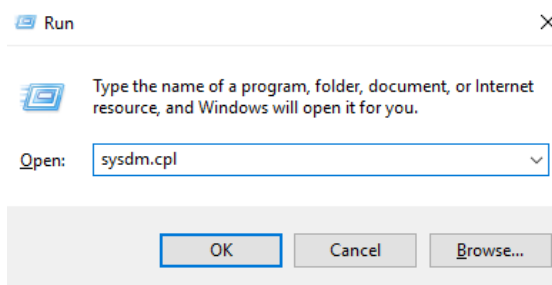 Run
Type the name of a program, folder, document, or Internet
resource, and Windows will open it for you.
Open: sysdm.cpl
OK Cancel Browse...